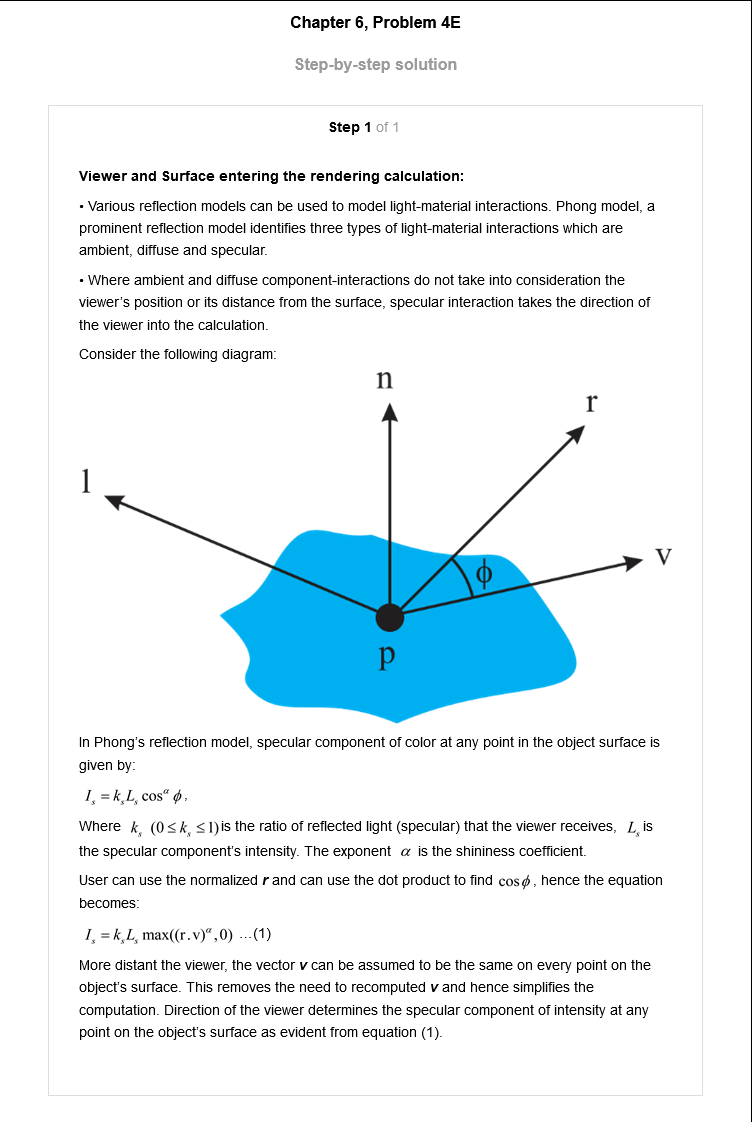 Chapter 6, Problem 4E
Step-by-step solution
Step 1 of 1
Viewer and Surface entering the rendering calculation:
• Various reflection models can be used to model light-material interactions. Phong model, a
prominent reflection model identifies three types of light-material interactions which are
ambient, diffuse and specular.
• Where ambient and diffuse component-interactions do not take into consideration the
viewer's position or its distance from the surface, specular interaction takes the direction of
the viewer into the calculation.
Consider the following diagram:
n
r
l
v
ϕ
p
In Phong's reflection model, specular component of color at any point in the object surface is
given by:
I_s = k_s L_s cos^α ϕ,
Where k_s (0 ≤ k_s ≤ 1) is the ratio of reflected light (specular) that the viewer receives, L_s is
the specular component's intensity. The exponent α is the shininess coefficient.
User can use the normalized r and can use the dot product to find cos ϕ, hence the equation
becomes:
I_s = k_s L_s max((r.v)^α, 0) ...(1)
More distant the viewer, the vector v can be assumed to be the same on every point on the
object's surface. This removes the need to recomputed v and hence simplifies the
computation. Direction of the viewer determines the specular component of intensity at any
point on the object's surface as evident from equation (1).